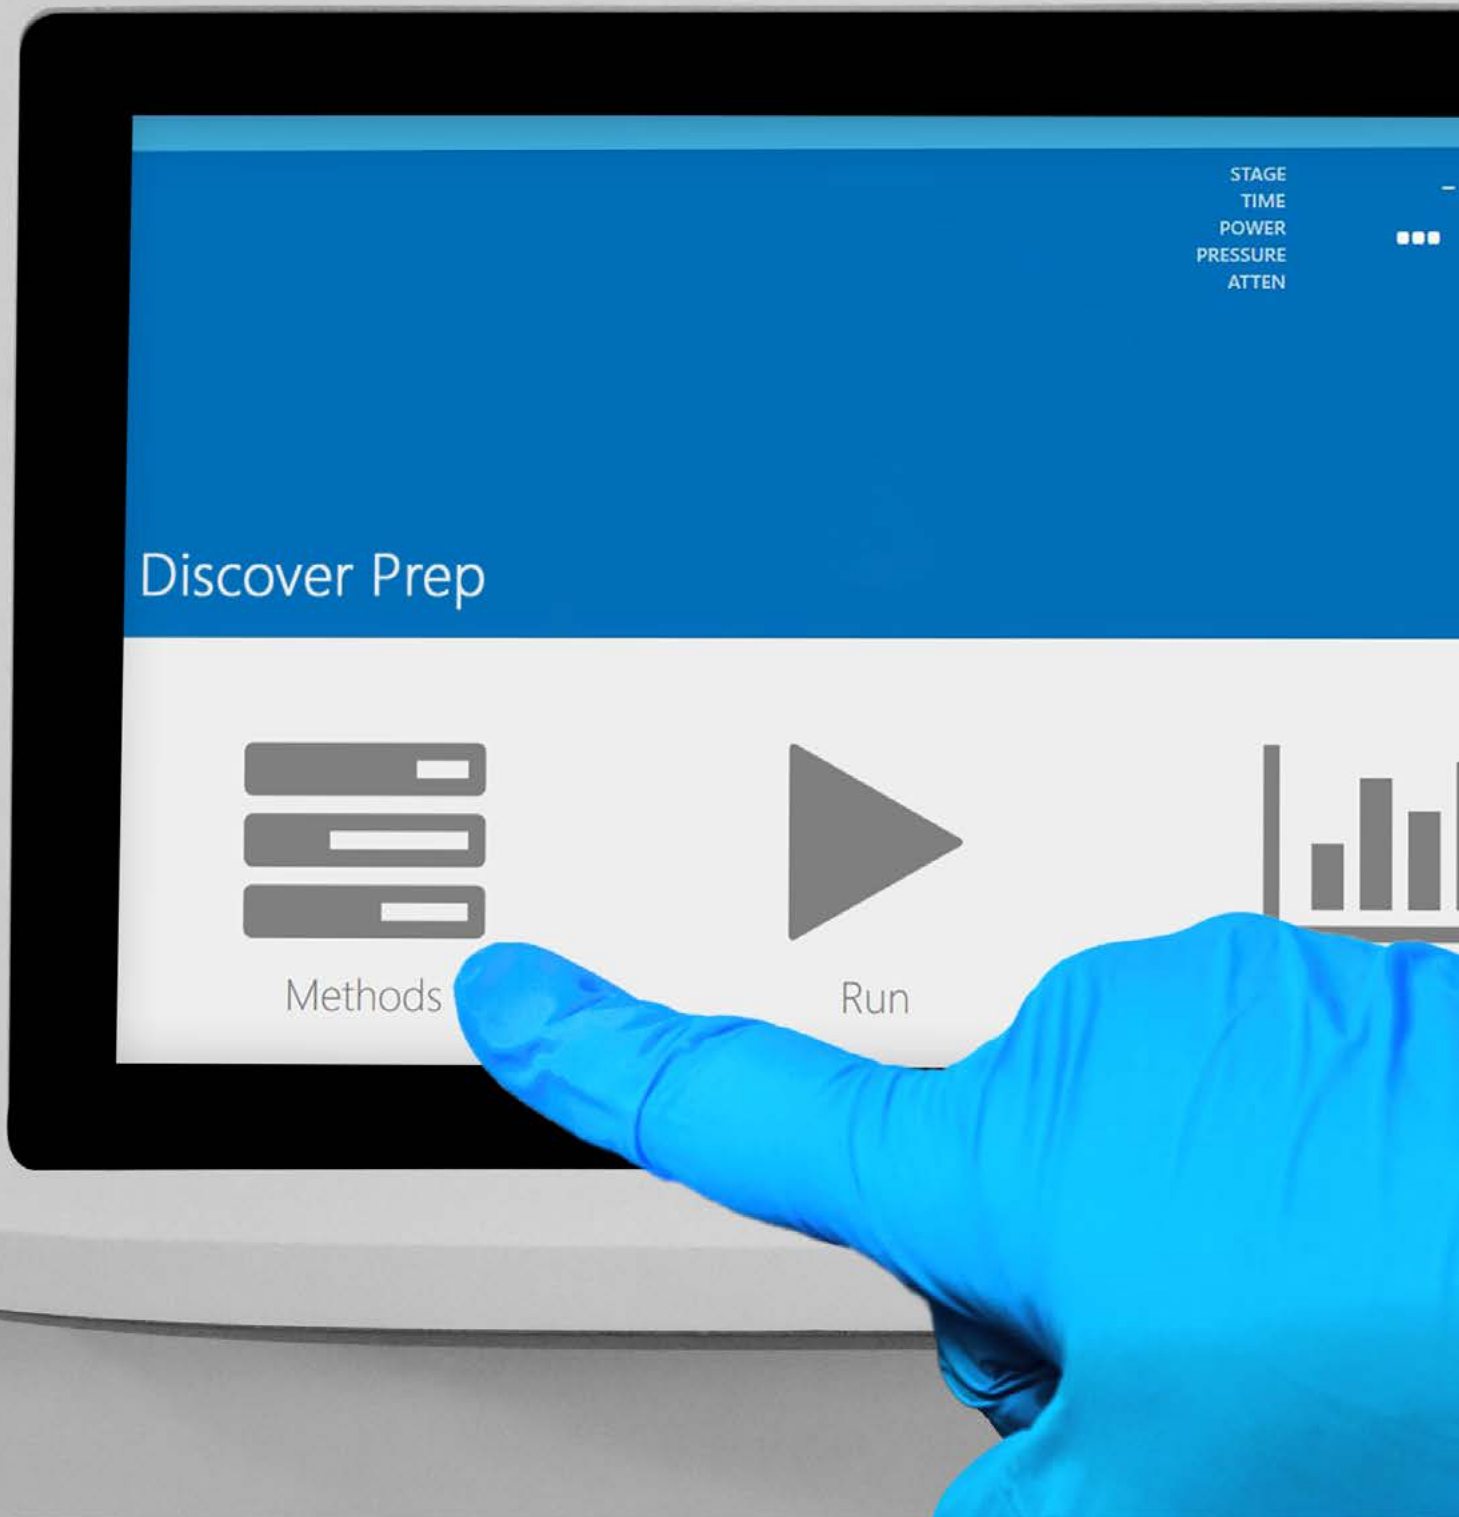 STAGE
TIME
POWER
PRESSURE
ATTEN
Discover Prep
Methods
Run